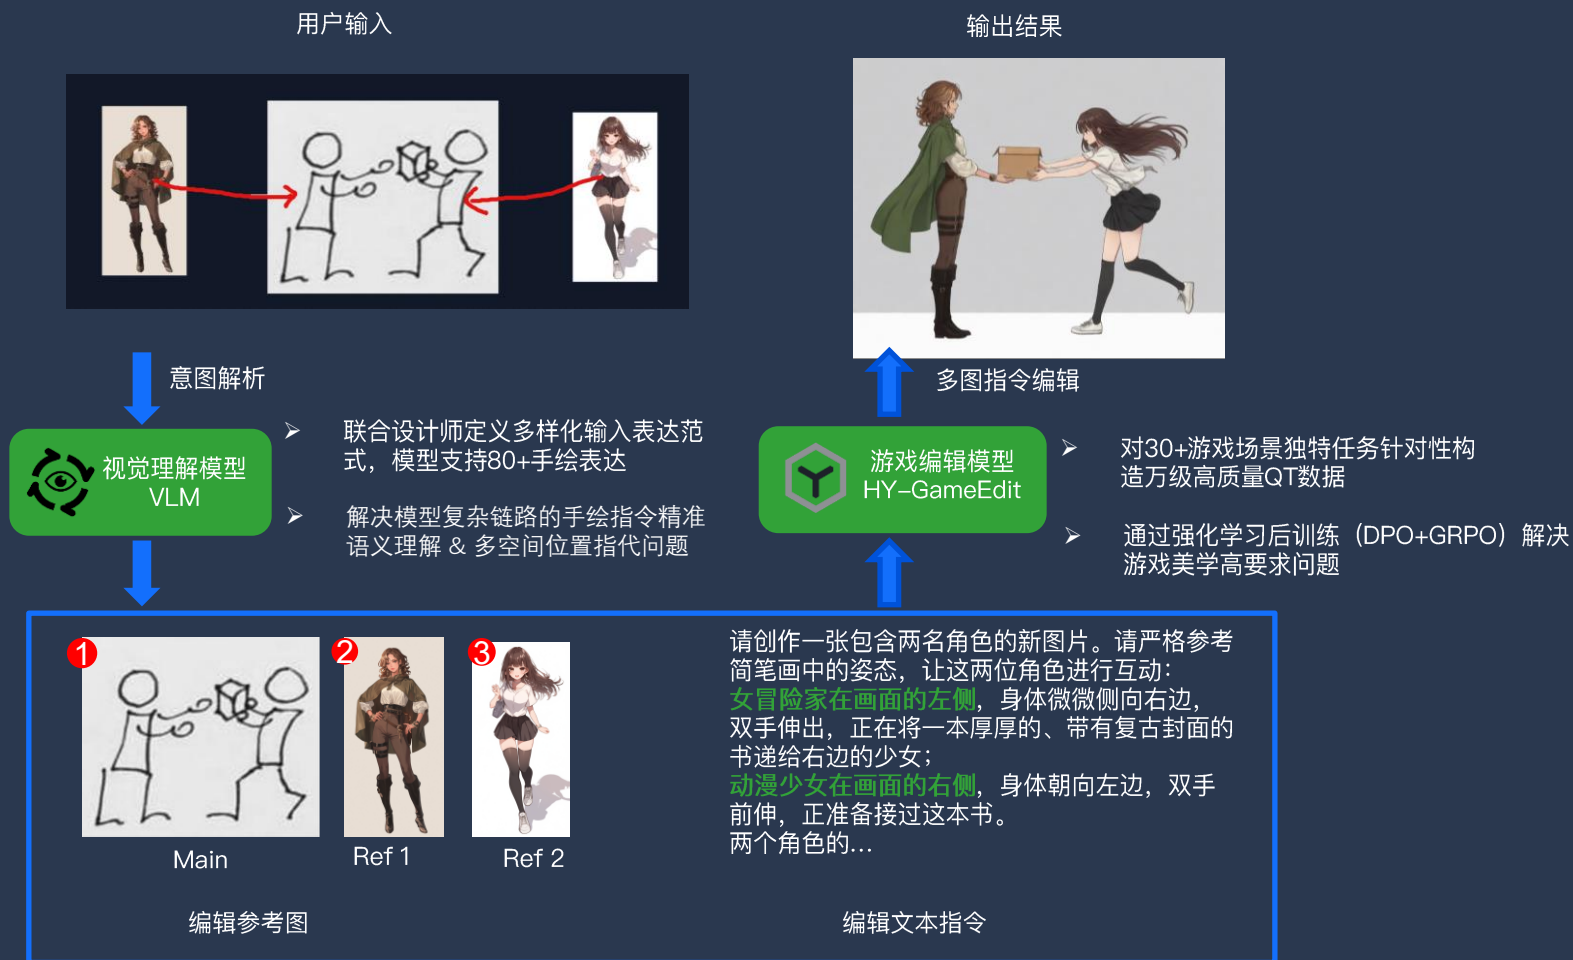 用户输入
输出结果
意图解析
多图指令编辑
视觉理解模型
VLM
联合设计师定义多样化输入表达范
式，模型支持80+手绘表达
解决模型复杂链路的手绘指令精准
语义理解 & 多空间位置指代问题
游戏编辑模型
HY-GameEdit
对30+游戏场景独特任务针对性构
造万级高质量QT数据
通过强化学习后训练（DPO+GRPO）解决
游戏美学高要求问题
1
2
3
Main
Ref 1
Ref 2
编辑参考图
请创作一张包含两名角色的新图片。请严格参考
简笔画中的姿态，让这两位角色进行互动：
女冒险家在画面的左侧，身体微微侧向右边，
双手伸出，正在将一本厚厚的、带有复古封面的
书递给右边的少女；
动漫少女在画面的右侧，身体朝向左边，双手
前伸，正准备接过这本书。
两个角色的...
编辑文本指令